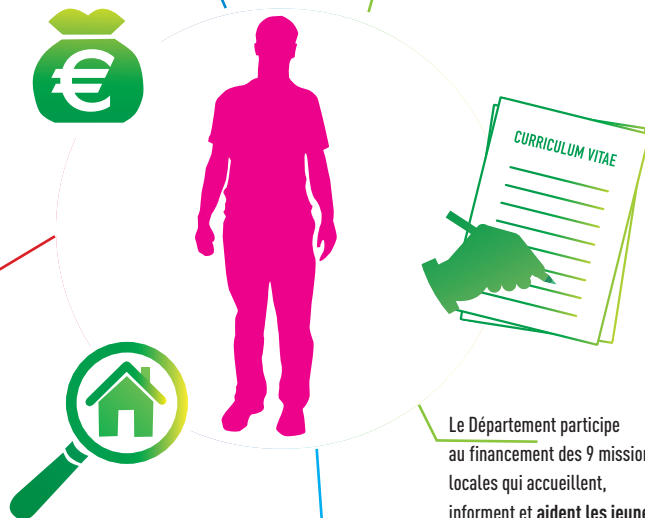 €
CURRICULUM VITAE
Le Département participe
au financement des 9 mission
locales qui accueillent,
informent et aident les jeune